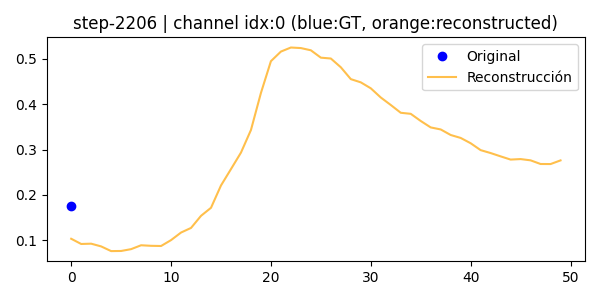 step-2206 | channel idx:0 (blue:GT, orange:reconstructed)
Original
Reconstrucción
0.5
0.4
0.3
0.2
0.1
0 10 20 30 40 50